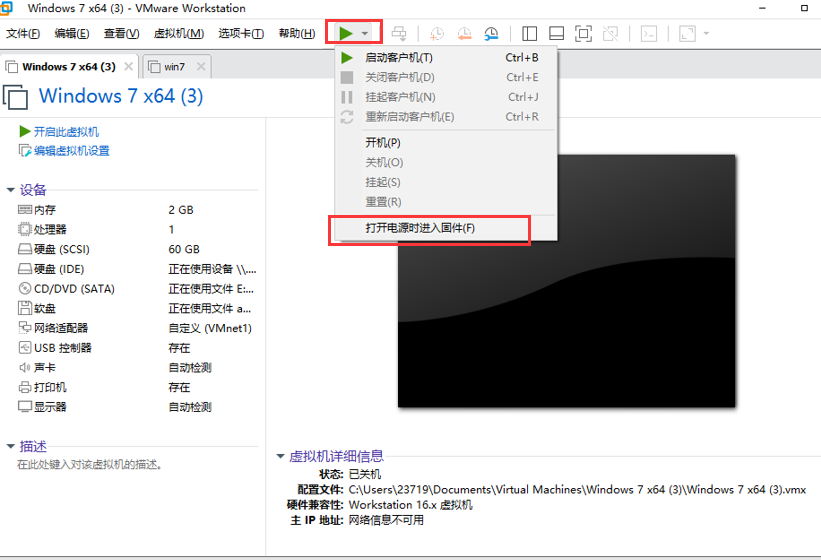 Windows 7 x64 (3) - VMware Workstation
文件(F) 编辑(E) 查看(V) 虚拟机(M) 选项卡(T) 帮助(H)
Windows 7 x64 (3) × win7 ×
Windows 7 x64 (3)
开启此虚拟机
编辑虚拟机设置
设备
内存 2 GB
处理器 1
硬盘 (SCSI) 60 GB
硬盘 (IDE) 正在使用设备 \\....
CD/DVD (SATA) 正在使用文件 E:...
软盘 正在使用文件 a...
网络适配器 自定义 (VMnet1)
USB 控制器 存在
声卡 自动检测
打印机 存在
显示器 自动检测
描述
在此处键入对该虚拟机的描述。
启动客户机(T) Ctrl+B
关闭客户机(D) Ctrl+E
挂起客户机(N) Ctrl+J
重新启动客户机(E) Ctrl+R
开机(P)
关机(O)
挂起(S)
重置(R)
打开电源时进入固件(F)
虚拟机详细信息
状态: 已关机
配置文件: C:\Users\23719\Documents\Virtual Machines\Windows 7 x64 (3)\Windows 7 x64 (3).vmx
硬件兼容性: Workstation 16.x 虚拟机
主 IP 地址: 网络信息不可用